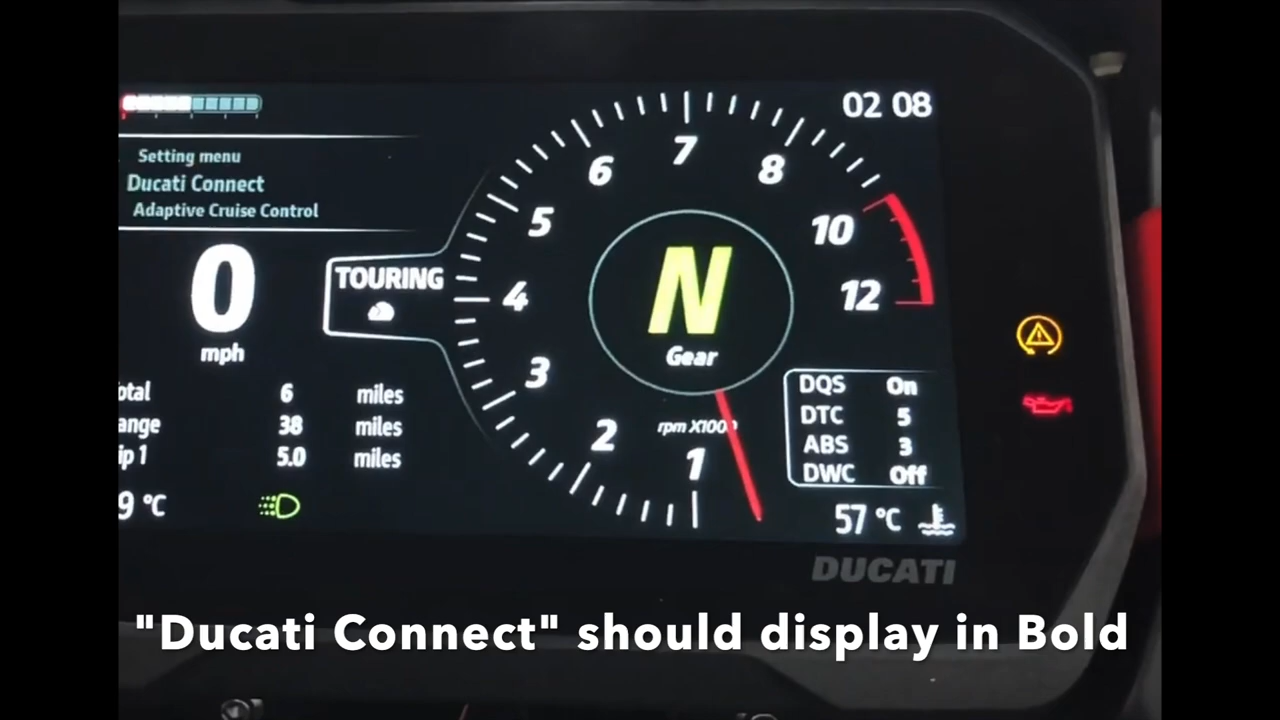 02 08
Setting menu
Ducati Connect
Adaptive Cruise Control
0
mph
TOURING
1
2
3
4
5
6
7
8
10
12
N
Gear
rpm X1000
otal 6 miles
ange 38 miles
ip 1 5.0 miles
9 °C
DQS On
DTC 5
ABS 3
DWC Off
57 °C
DUCATI
"Ducati Connect" should display in Bold